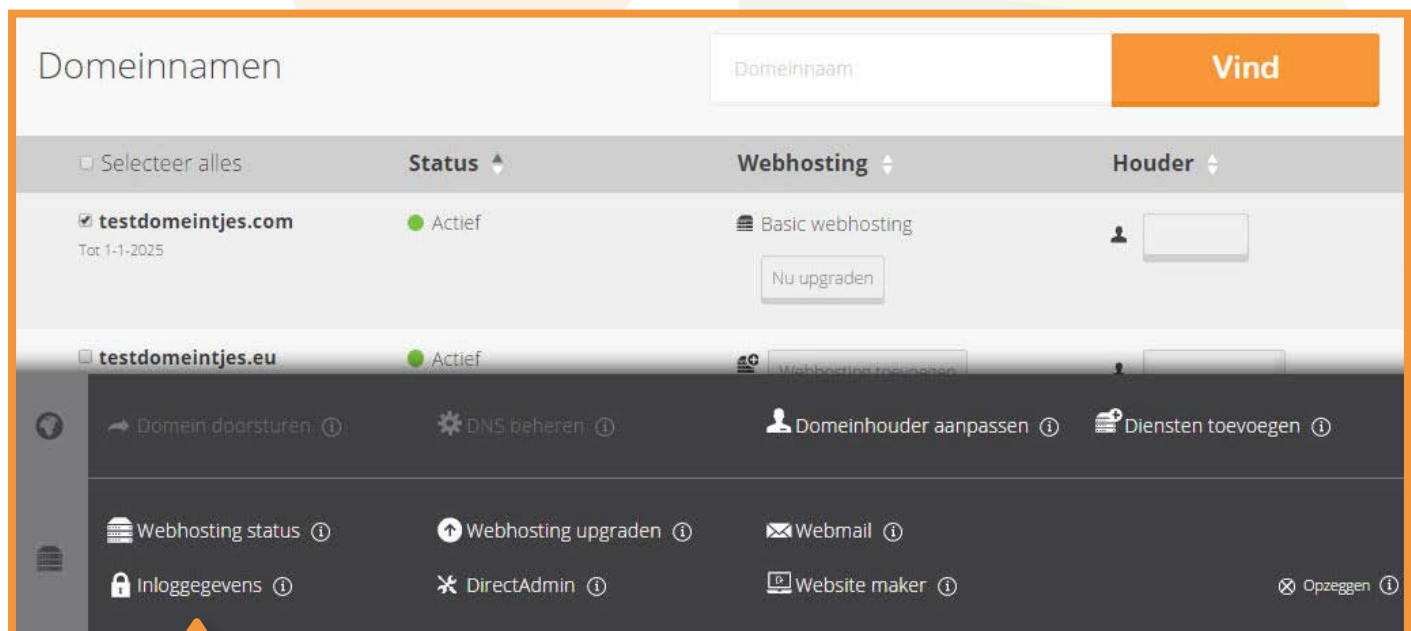 Domeinnamen
Domeinnaam
Vind
Selecteer alles Status Webhosting Houder
testdomeintjes.com Actief Basic webhosting
Tot 1-1-2025
Nu upgraden
testdomeintjes.eu Actief Webhosting toevoegen
Domein doorsturen DNS beheren Domeinhouder aanpassen Diensten toevoegen
Webhosting status Webhosting upgraden Webmail
Inloggegevens DirectAdmin Website maker Opzeggen